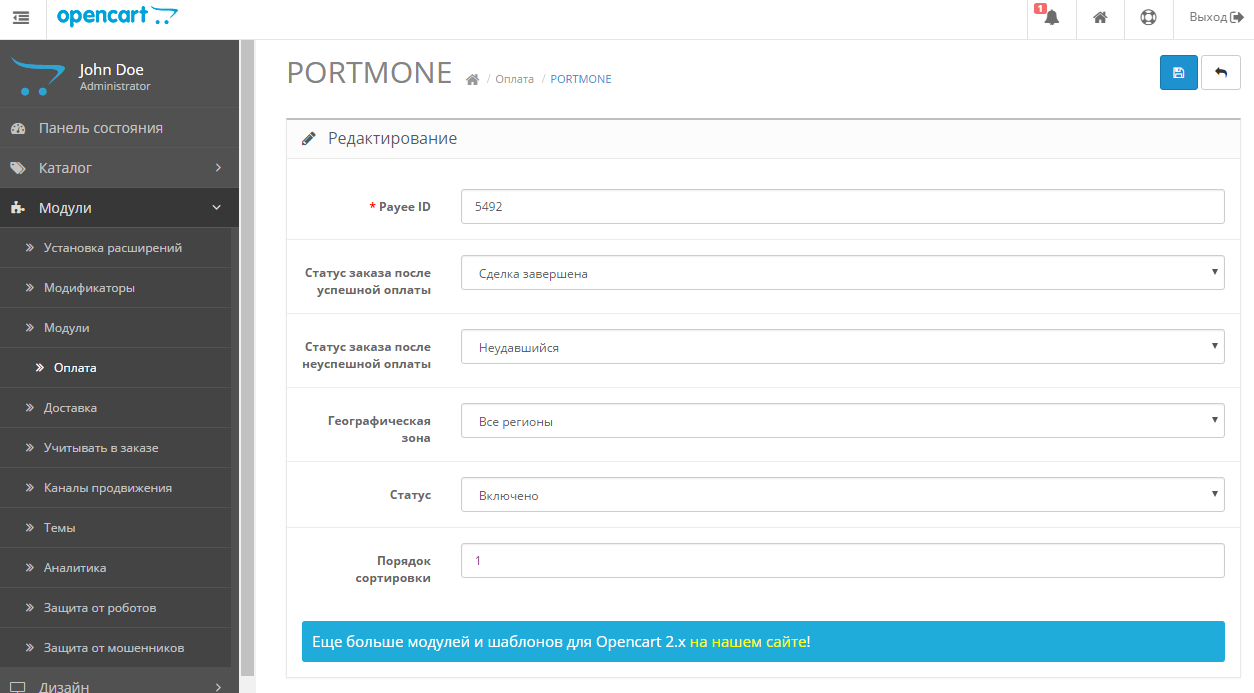 opencart
1
Выход
John Doe
Administrator
Панель состояния
Каталог
Модули
Установка расширений
Модификаторы
Модули
Оплата
Доставка
Учитывать в заказе
Каналы продвижения
Темы
Аналитика
Защита от роботов
Защита от мошенников
Дизайн
PORTMONE
/ Оплата / PORTMONE
Редактирование
* Payee ID
5492
Статус заказа после
успешной оплаты
Сделка завершена
Статус заказа после
неуспешной оплаты
Неудавшийся
Географическая
зона
Все регионы
Статус
Включено
Порядок
сортировки
1
Еще больше модулей и шаблонов для Opencart 2.x на нашем сайте!